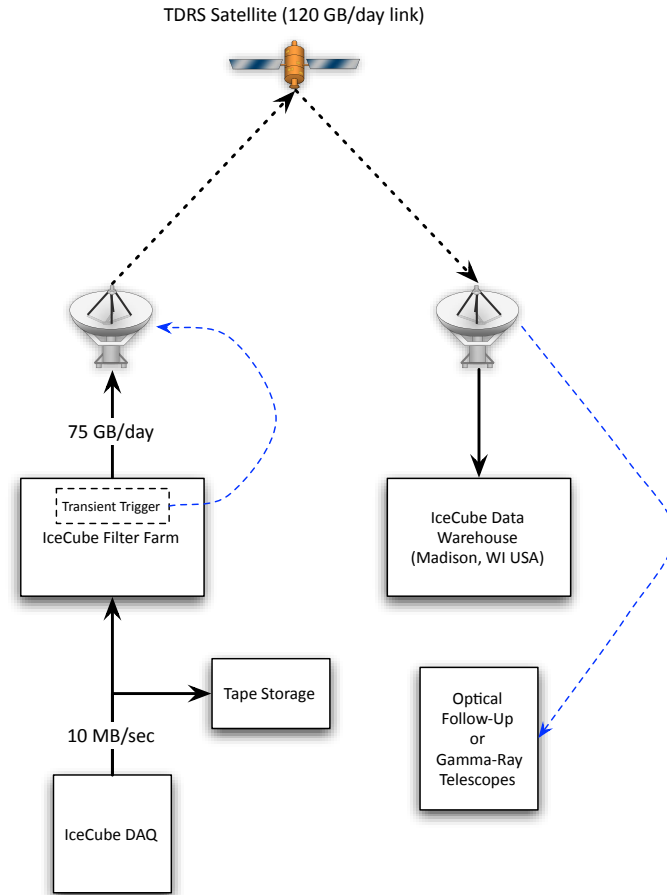 TDRS Satellite (120 GB/day link)
75 GB/day
Transient Trigger
IceCube Filter Farm
IceCube Data
Warehouse
(Madison, WI USA)
Tape Storage
10 MB/sec
IceCube DAQ
Optical
Follow-Up
or
Gamma-Ray
Telescopes